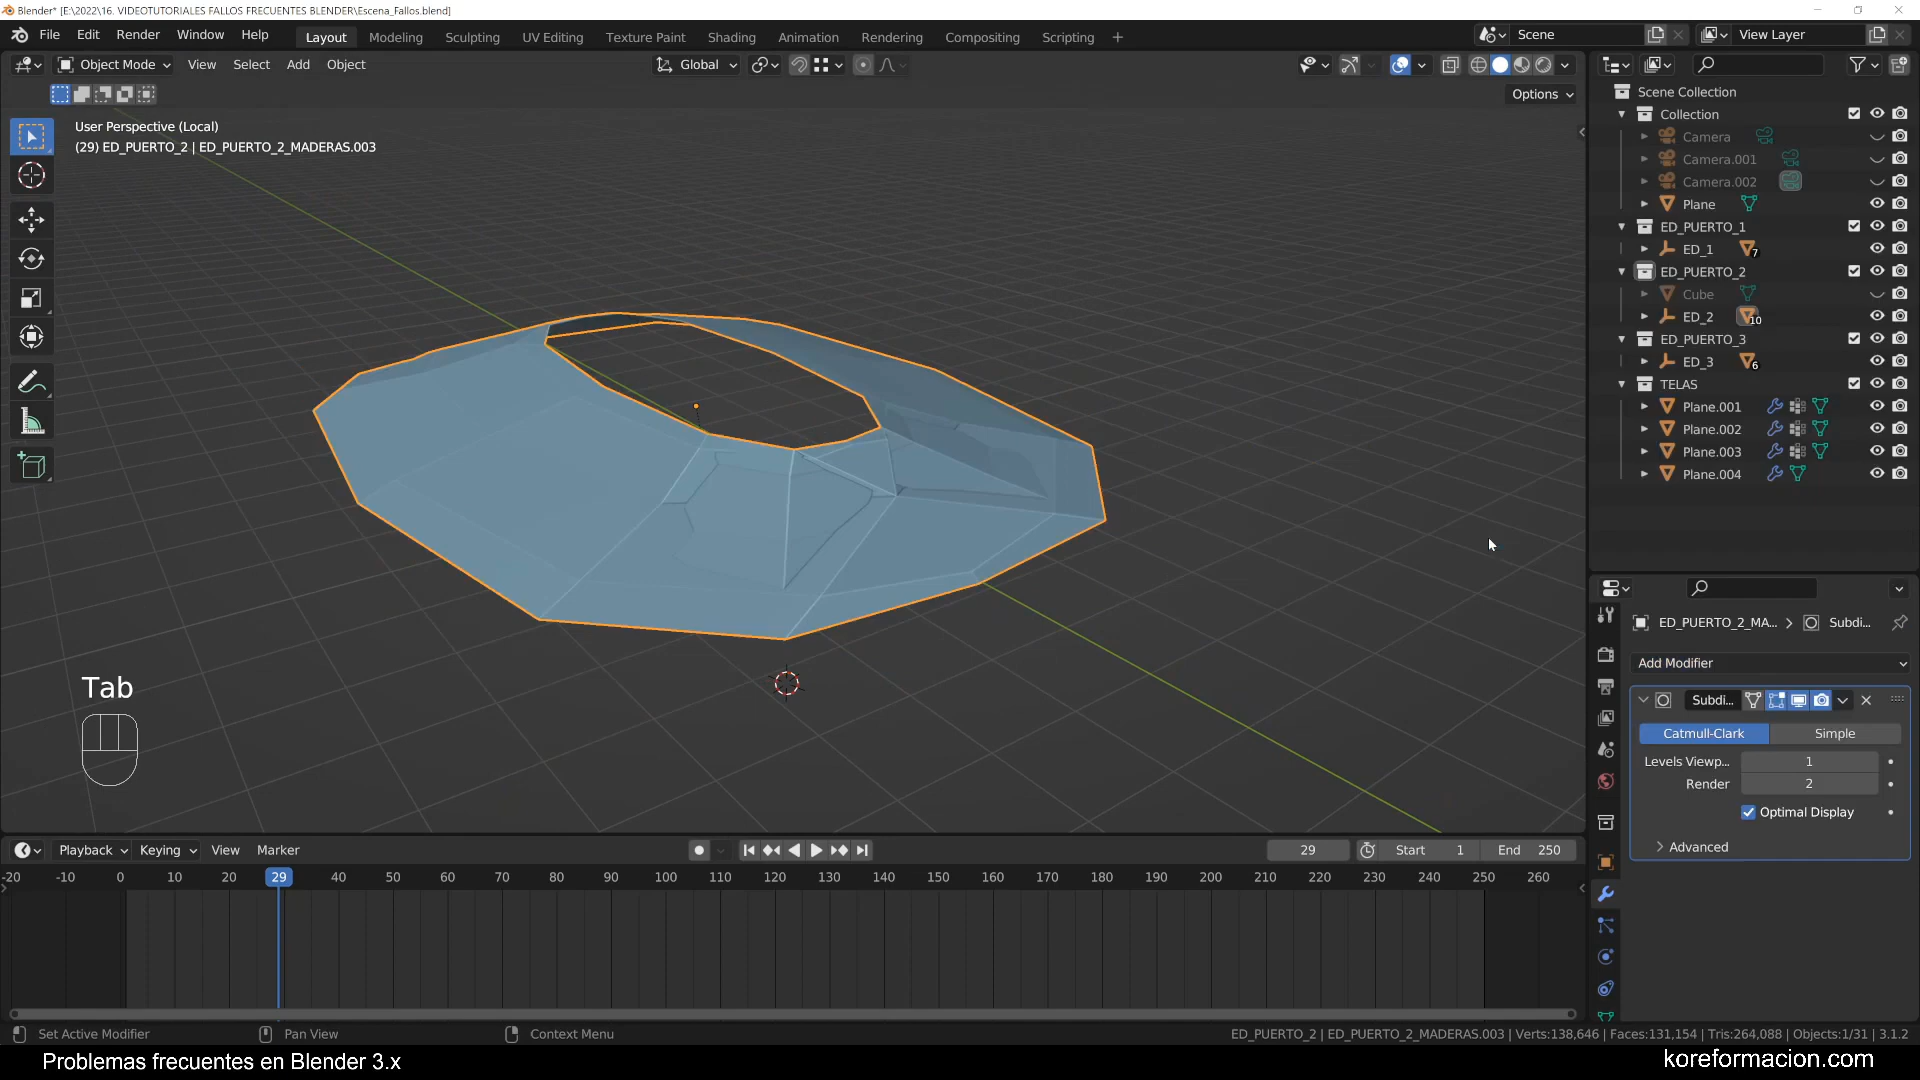 Blender* [E:\2022\16. VIDEOTUTORIALES FALLOS FRECUENTES BLENDER\Escena_Fallos.blend]
File Edit Render Window Help Layout Modeling Sculpting UV Editing Texture Paint Shading Animation Rendering Compositing Scripting + Scene View Layer
Object Mode View Select Add Object Global
Options
User Perspective (Local)
(29) ED_PUERTO_2 | ED_PUERTO_2_MADERAS.003
Scene Collection
Collection
Camera
Camera.001
Camera.002
Plane
ED_PUERTO_1
ED_1 7
ED_PUERTO_2
Cube
ED_2 10
ED_PUERTO_3
ED_3 6
TELAS
Plane.001
Plane.002
Plane.003
Plane.004
ED_PUERTO_2_MA... > Subdi...
Add Modifier
Subdi...
Catmull-Clark Simple
Levels Viewp... 1
Render 2
Optimal Display
Advanced
Tab
Playback Keying View Marker 29 Start 1 End 250
-20 -10 0 10 20 29 40 50 60 70 80 90 100 110 120 130 140 150 160 170 180 190 200 210 220 230 240 250 260
Set Active Modifier Pan View Context Menu ED_PUERTO_2 | ED_PUERTO_2_MADERAS.003 | Verts:138,646 | Faces:131,154 | Tris:264,088 | Objects:1/31 | 3.1.2
Problemas frecuentes en Blender 3.x koreformacion.com